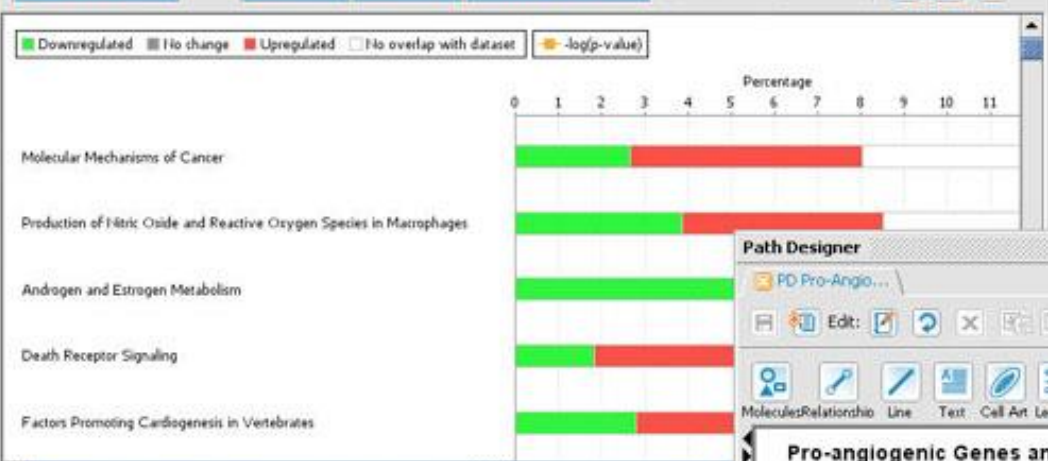 Downregulated No change Upregulated No overlap with dataset -log(p-value)
Percentage
0 1 2 3 4 5 6 7 8 9 10 11
Molecular Mechanisms of Cancer
Production of Nitric Oxide and Reactive Oxygen Species in Macrophages
Path Designer
PD Pro-Angio...
Androgen and Estrogen Metabolism
Edit:
Death Receptor Signaling
Molecules Relationship Line Text Cell Art Le
Factors Promoting Cardiogenesis in Vertebrates
Pro-angiogenic Genes an